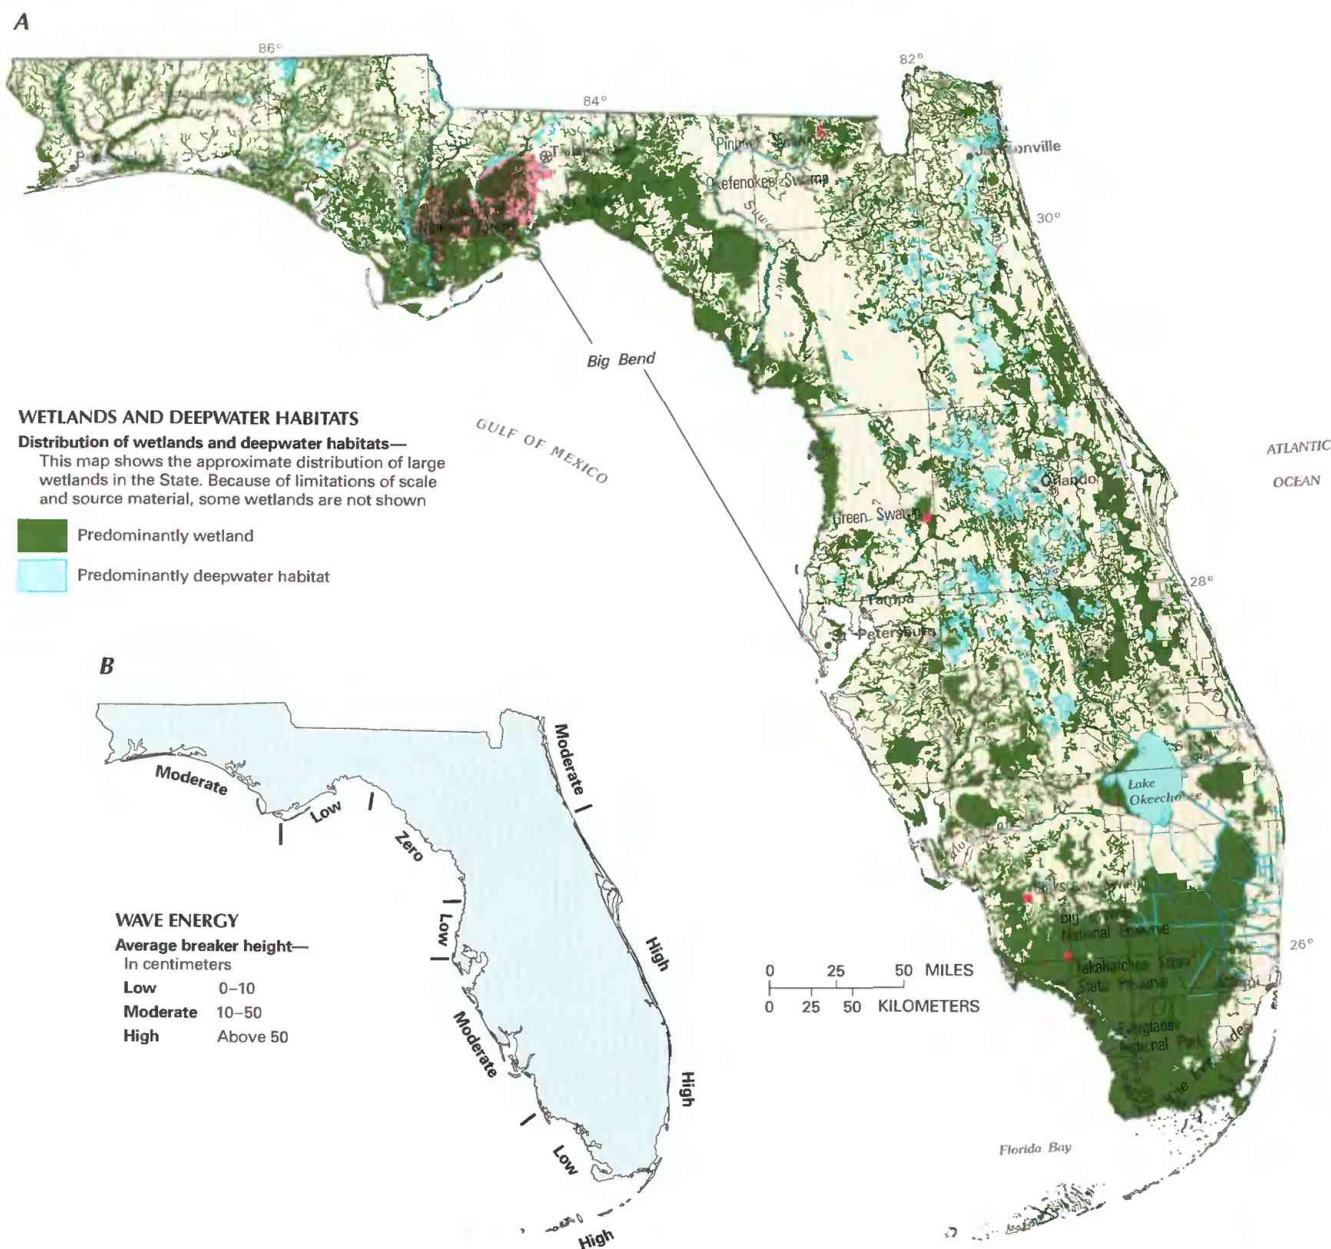 A
86°
84°
82°
Okefenokee Swamp
30°
Big Bend
WETLANDS AND DEEPWATER HABITATS
Distribution of wetlands and deepwater habitats—
This map shows the approximate distribution of large
wetlands in the State. Because of limitations of scale
and source material, some wetlands are not shown
Predominantly wetland
Predominantly deepwater habitat
GULF OF MEXICO
ATLANTIC
OCEAN
Orlando
Green Swamp
28°
Tampa
Petersburg
B
Moderate
Low
Zero
Low
Moderate
Low
High
High
High
Moderate
WAVE ENERGY
Average breaker height—
In centimeters
Low 0–10
Moderate 10–50
High Above 50
Lake
Okeechobee
National Preserve
26°
State Preserve
Everglades
National Park
0 25 50 MILES
0 25 50 KILOMETERS
Florida Bay